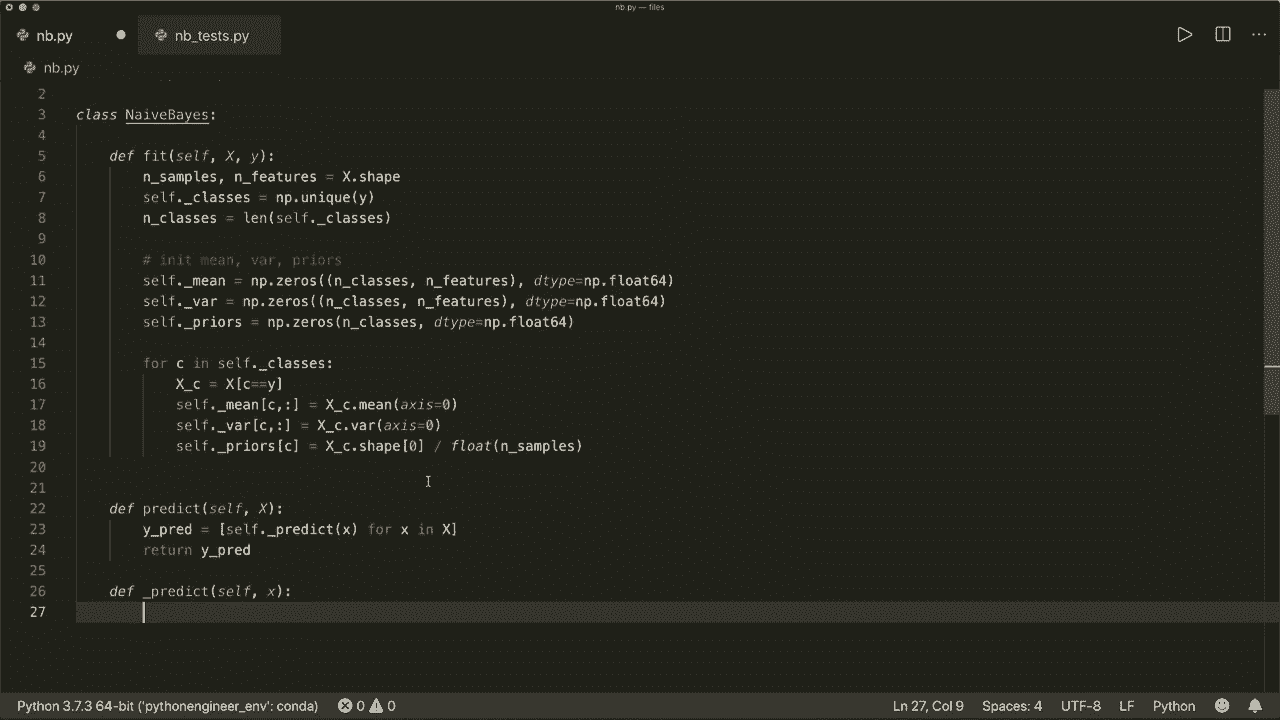 nb.py — files
nb.py nb_tests.py
nb.py
2
3 class NaiveBayes:
4
5     def fit(self, X, y):
6         n_samples, n_features = X.shape
7         self._classes = np.unique(y)
8         n_classes = len(self._classes)
9
10         # init mean, var, priors
11         self._mean = np.zeros((n_classes, n_features), dtype=np.float64)
12         self._var = np.zeros((n_classes, n_features), dtype=np.float64)
13         self._priors = np.zeros(n_classes, dtype=np.float64)
14
15         for c in self._classes:
16             X_c = X[c==y]
17             self._mean[c,:] = X_c.mean(axis=0)
18             self._var[c,:] = X_c.var(axis=0)
19             self._priors[c] = X_c.shape[0] / float(n_samples)
20
21
22     def predict(self, X):
23         y_pred = [self._predict(x) for x in X]
24         return y_pred
25
26     def _predict(self, x):
27
Python 3.7.3 64-bit ('pythonengineer_env': conda) 0 0 Ln 27, Col 9 Spaces: 4 UTF-8 LF Python